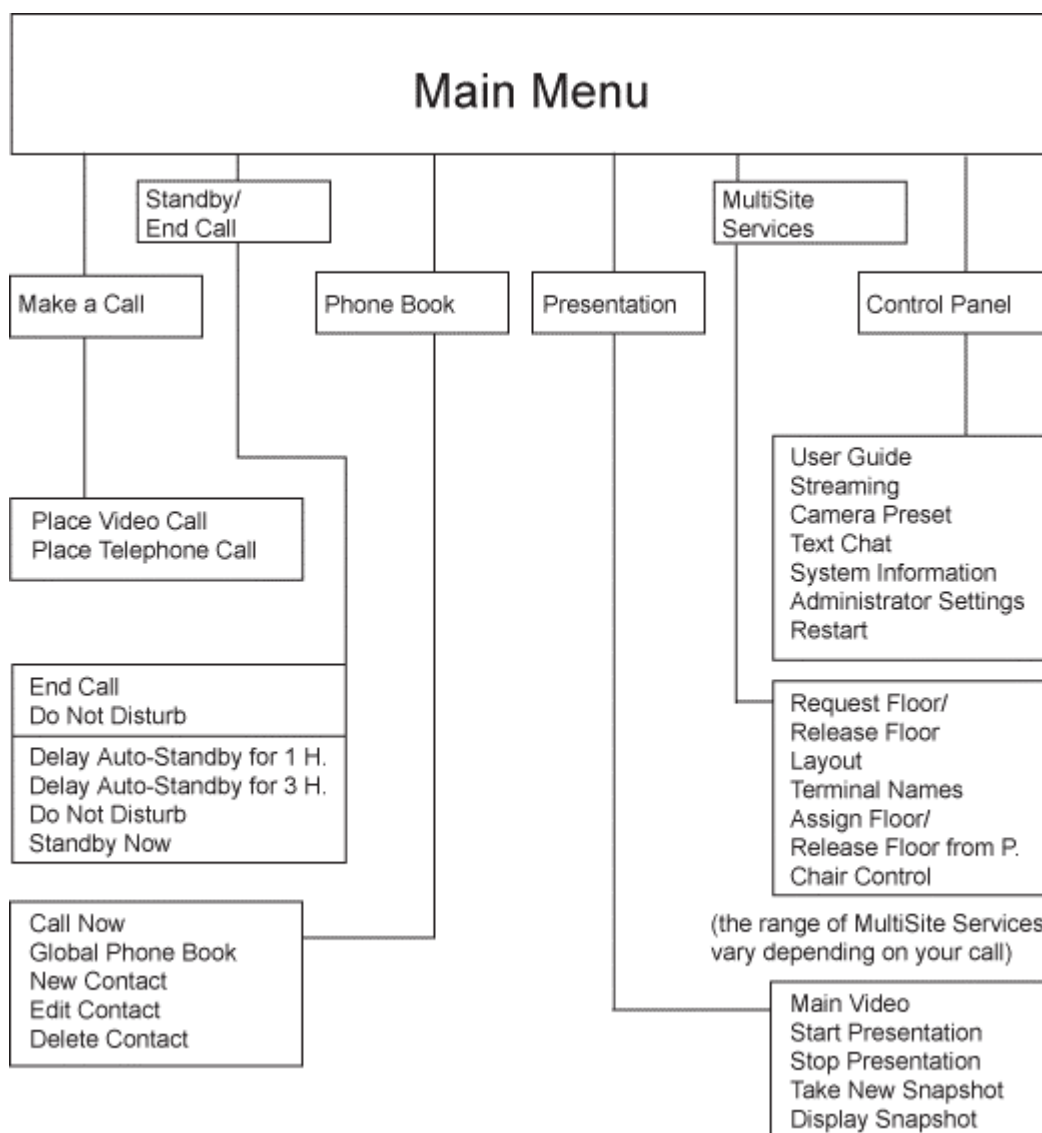 Main Menu
Standby/
End Call
MultiSite
Services
Make a Call
Phone Book
Presentation
Control Panel
User Guide
Streaming
Camera Preset
Text Chat
System Information
Administrator Settings
Restart
Place Video Call
Place Telephone Call
End Call
Do Not Disturb
Delay Auto-Standby for 1 H.
Delay Auto-Standby for 3 H.
Do Not Disturb
Standby Now
Request Floor/
Release Floor
Layout
Terminal Names
Assign Floor/
Release Floor from P.
Chair Control
(the range of MultiSite Services
vary depending on your call)
Call Now
Global Phone Book
New Contact
Edit Contact
Delete Contact
Main Video
Start Presentation
Stop Presentation
Take New Snapshot
Display Snapshot